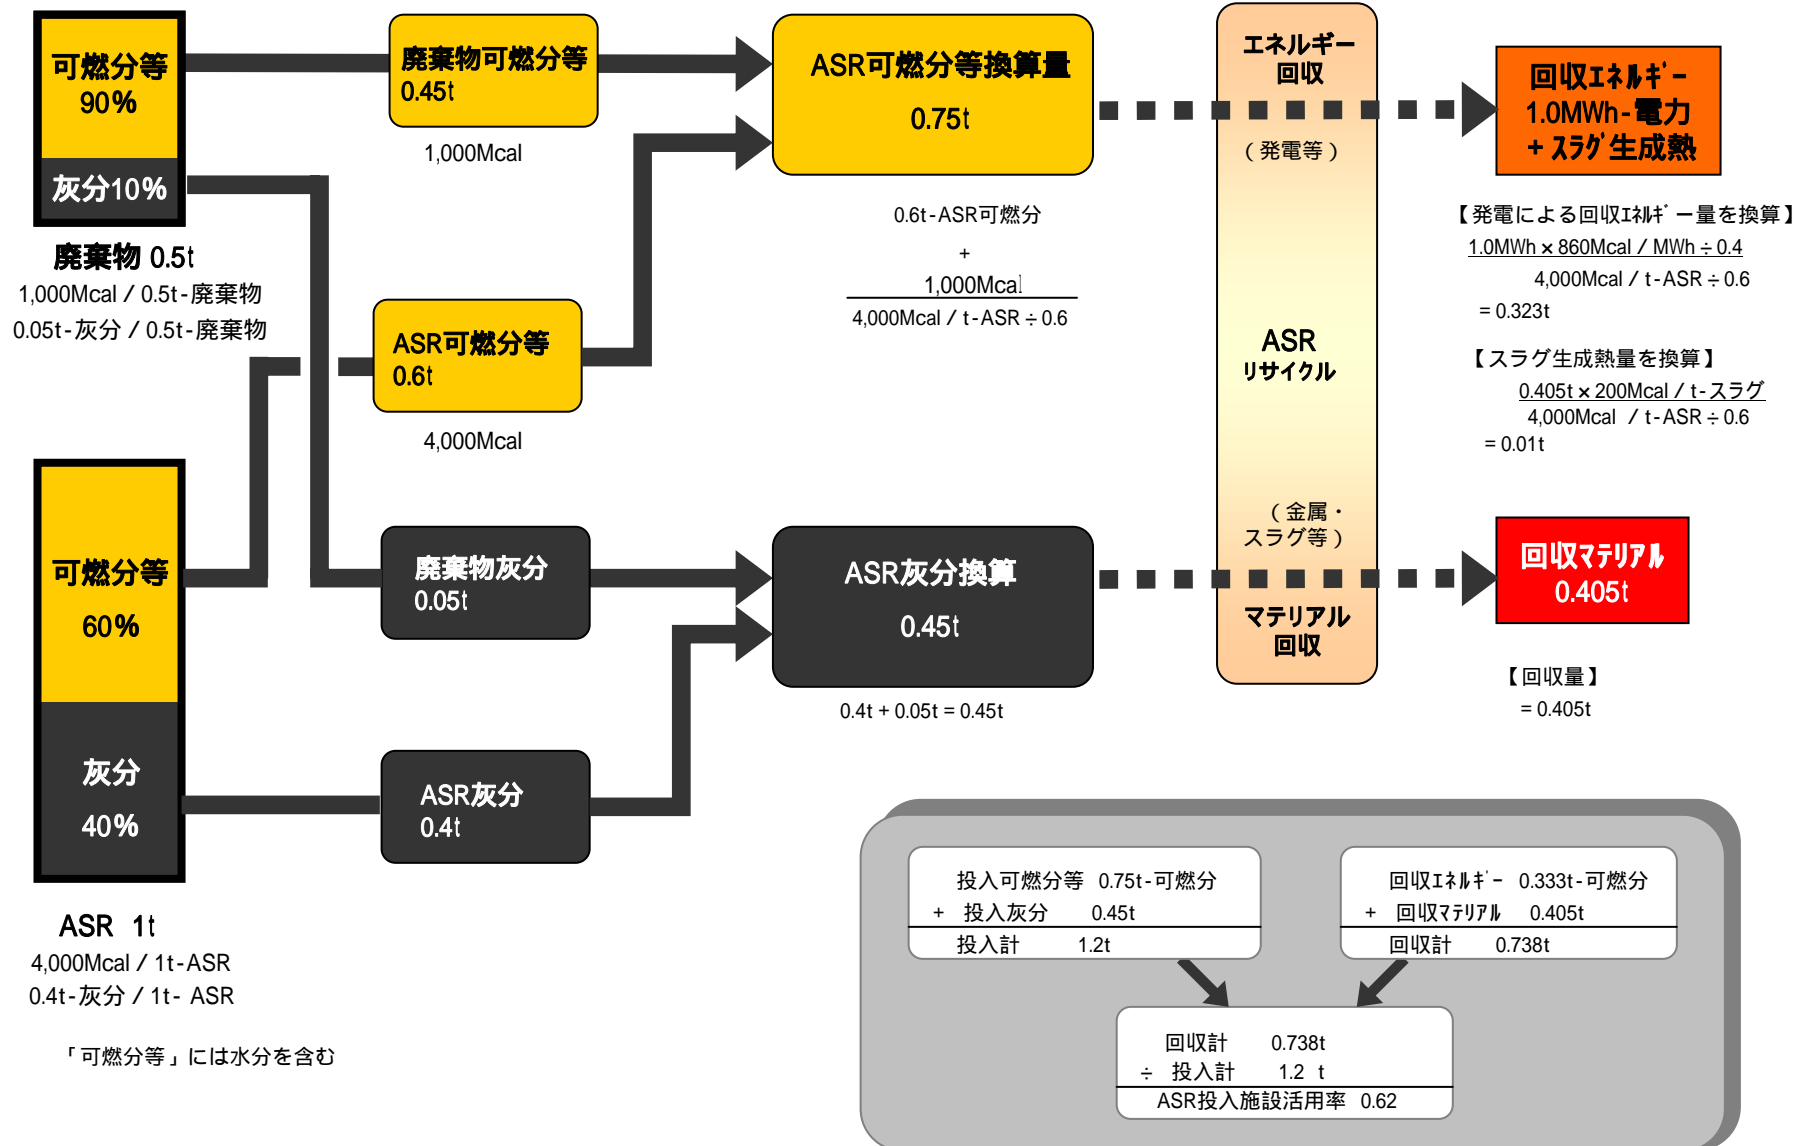 可燃分等
90%
灰分10%
廃棄物 0.5t
1,000Mcal / 0.5t-廃棄物
0.05t-灰分 / 0.5t-廃棄物
可燃分等
60%
灰分
40%
ASR 1t
4,000Mcal / 1t-ASR
0.4t-灰分 / 1t- ASR
「可燃分等」には水分を含む
廃棄物可燃分等
0.45t
1,000Mcal
ASR可燃分等
0.6t
4,000Mcal
廃棄物灰分
0.05t
ASR灰分
0.4t
ASR可燃分等換算量
0.75t
0.6t-ASR可燃分
+
1,000Mcal
4,000Mcal / t-ASR ÷ 0.6
ASR灰分換算
0.45t
0.4t + 0.05t = 0.45t
エネルギー
回収
(発電等)
ASR
リサイクル
(金属・
スラグ等)
マテリアル
回収
回収ｴﾈﾙｷﾞｰ
1.0MWh-電力
+ ｽﾗｸﾞ生成熱
【発電による回収ｴﾈﾙｷﾞｰ量を換算】
1.0MWh × 860Mcal / MWh ÷ 0.4
4,000Mcal / t-ASR ÷ 0.6
= 0.323t
【スラグ生成熱量を換算】
0.405t × 200Mcal / t-スラグ
4,000Mcal / t-ASR ÷ 0.6
= 0.01t
回収ﾏﾃﾘｱﾙ
0.405t
【回収量】
= 0.405t
投入可燃分等 0.75t-可燃分
+ 投入灰分 0.45t
投入計 1.2t
回収ｴﾈﾙｷﾞｰ 0.333t-可燃分
+ 回収ﾏﾃﾘｱﾙ 0.405t
回収計 0.738t
回収計 0.738t
÷ 投入計 1.2 t
ASR投入施設活用率 0.62